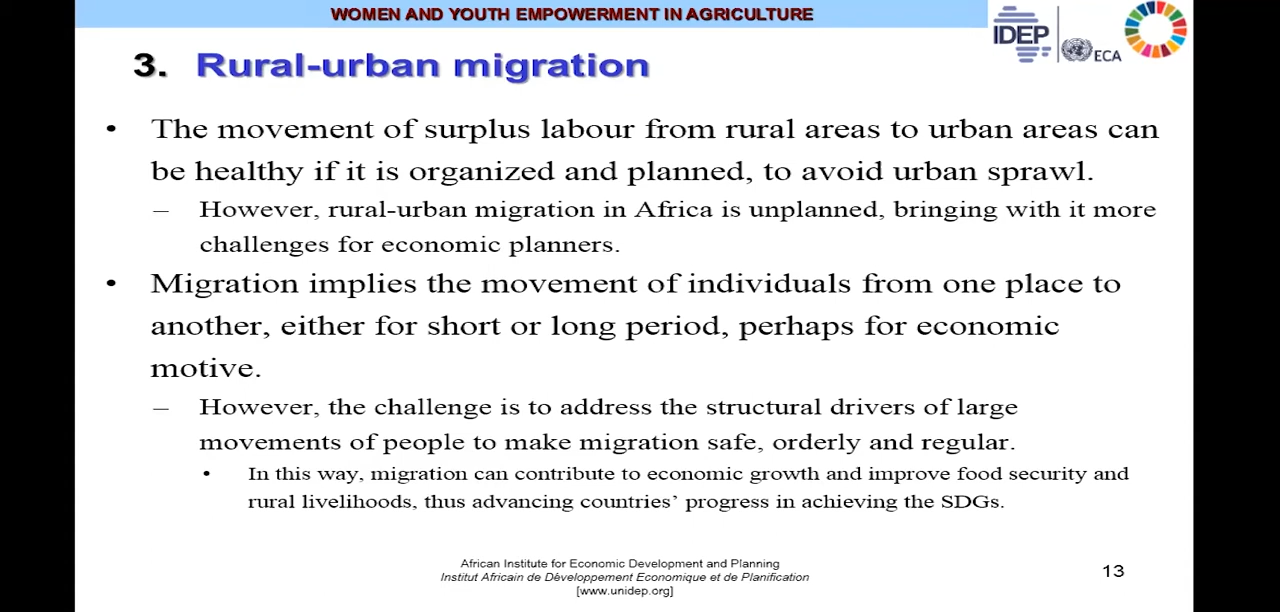 WOMEN AND YOUTH EMPOWERMENT IN AGRICULTURE
IDEP
ECA
3. Rural-urban migration
• The movement of surplus labour from rural areas to urban areas can
be healthy if it is organized and planned, to avoid urban sprawl.
– However, rural-urban migration in Africa is unplanned, bringing with it more
challenges for economic planners.
• Migration implies the movement of individuals from one place to
another, either for short or long period, perhaps for economic
motive.
– However, the challenge is to address the structural drivers of large
movements of people to make migration safe, orderly and regular.
• In this way, migration can contribute to economic growth and improve food security and
rural livelihoods, thus advancing countries’ progress in achieving the SDGs.
African Institute for Economic Development and Planning
Institut Africain de Développement Economique et de Planification
[www.unidep.org]
13